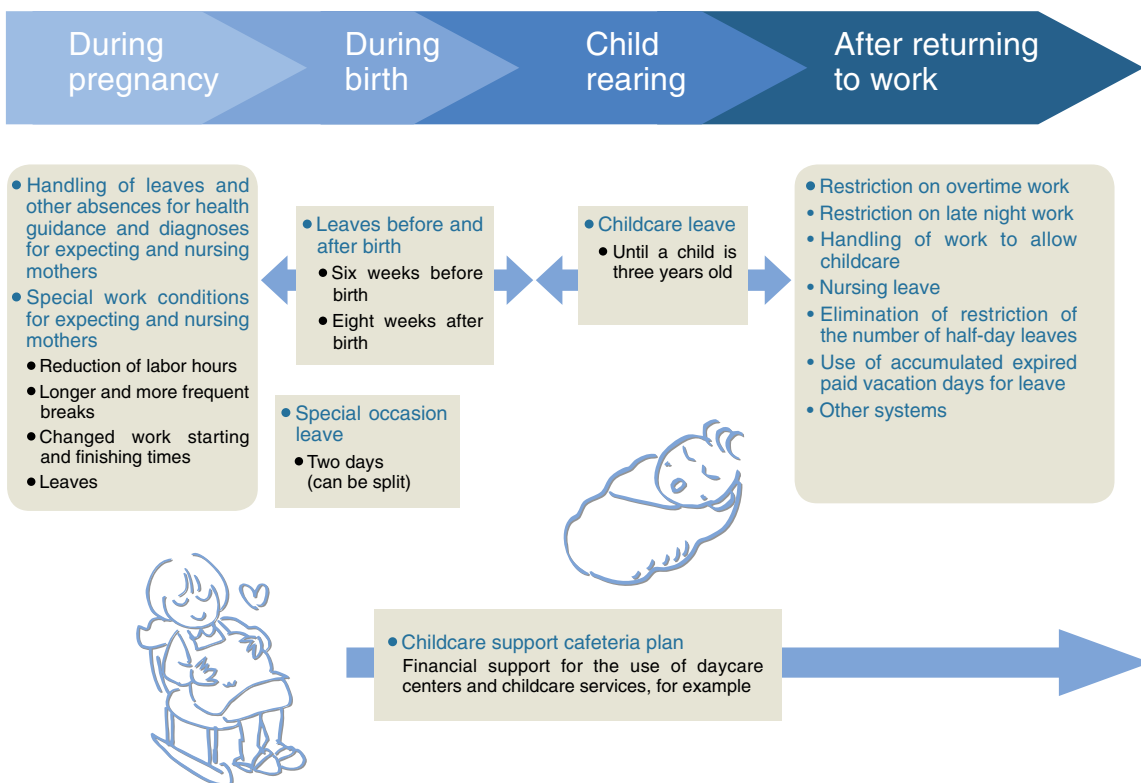 During
pregnancy
During
birth
Child
rearing
After returning
to work
● Handling of leaves and
other absences for health
guidance and diagnoses
for expecting and nursing
mothers
● Special work conditions
for expecting and nursing
mothers
● Reduction of labor hours
● Longer and more frequent
breaks
● Changed work starting
and finishing times
● Leaves
● Leaves before and
after birth
● Six weeks before
birth
● Eight weeks after
birth
● Special occasion
leave
● Two days
(can be split)
● Childcare leave
● Until a child is
three years old
● Restriction on overtime work
• Restriction on late night work
• Handling of work to allow
childcare
• Nursing leave
• Elimination of restriction of
the number of half-day leaves
• Use of accumulated expired
paid vacation days for leave
• Other systems
● Childcare support cafeteria plan
Financial support for the use of daycare
centers and childcare services, for example